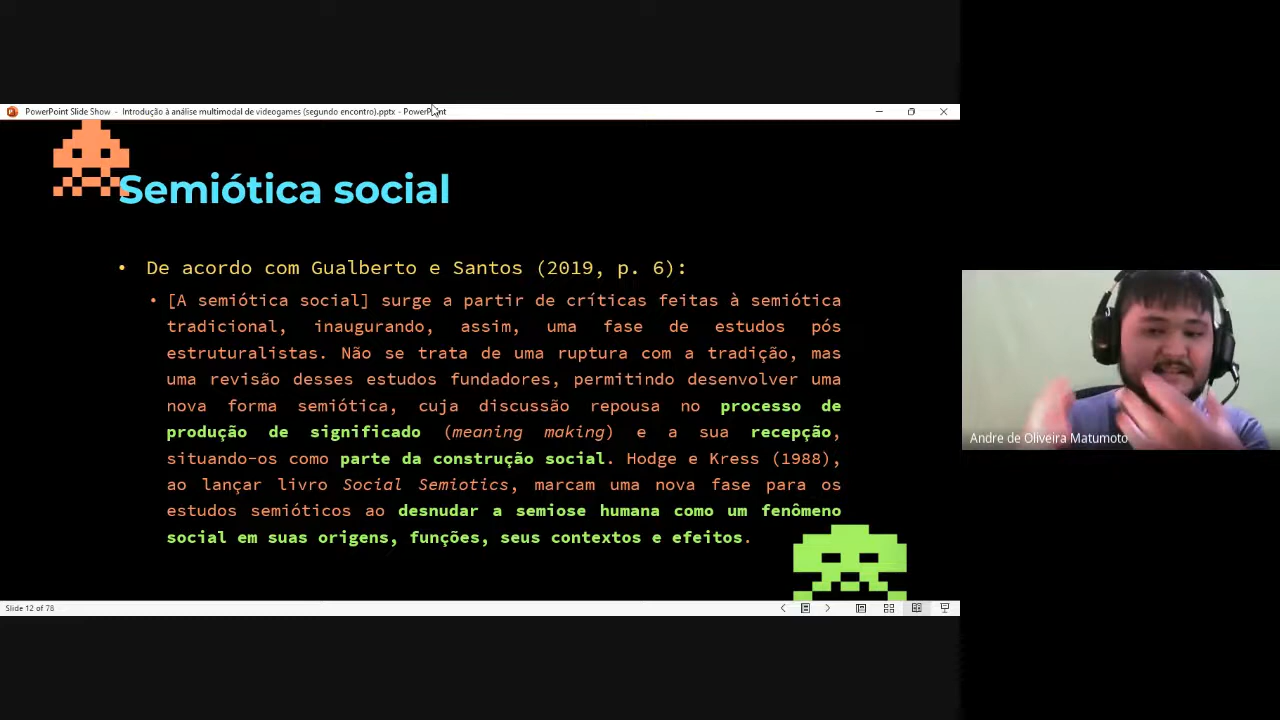 PowerPoint Slide Show - Introdução à análise multimodal de videogames (segundo encontro).pptx - PowerPoint
Semiótica social
• De acordo com Gualberto e Santos (2019, p. 6):
• [A semiótica social] surge a partir de críticas feitas à semiótica
tradicional, inaugurando, assim, uma fase de estudos pós
estruturalistas. Não se trata de uma ruptura com a tradição, mas
uma revisão desses estudos fundadores, permitindo desenvolver uma
nova forma semiótica, cuja discussão repousa no processo de
produção de significado (meaning making) e a sua recepção,
situando-os como parte da construção social. Hodge e Kress (1988),
ao lançar livro Social Semiotics, marcam uma nova fase para os
estudos semióticos ao desnudar a semiose humana como um fenômeno
social em suas origens, funções, seus contextos e efeitos.
Andre de Oliveira Matumoto
Slide 12 of 78